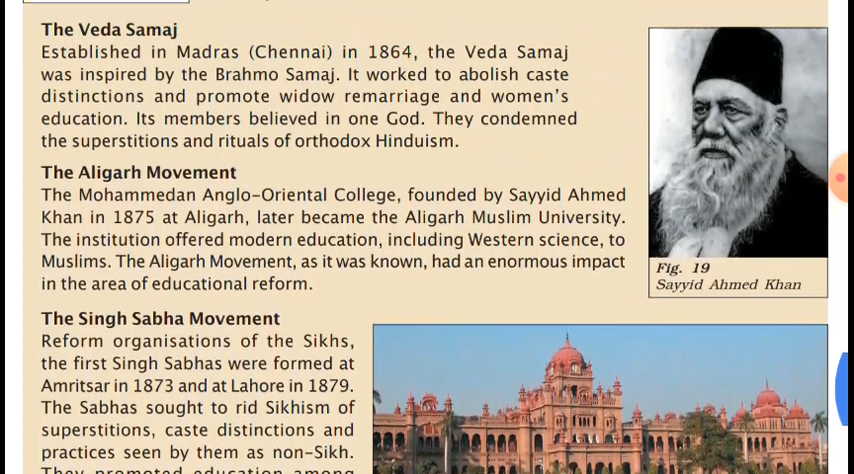 The Veda Samaj
Established in Madras (Chennai) in 1864, the Veda Samaj
was inspired by the Brahmo Samaj. It worked to abolish caste
distinctions and promote widow remarriage and women's
education. Its members believed in one God. They condemned
the superstitions and rituals of orthodox Hinduism.
The Aligarh Movement
The Mohammedan Anglo-Oriental College, founded by Sayyid Ahmed
Khan in 1875 at Aligarh, later became the Aligarh Muslim University.
The institution offered modern education, including Western science, to
Muslims. The Aligarh Movement, as it was known, had an enormous impact
in the area of educational reform.
Fig. 19
Sayyid Ahmed Khan
The Singh Sabha Movement
Reform organisations of the Sikhs,
the first Singh Sabhas were formed at
Amritsar in 1873 and at Lahore in 1879.
The Sabhas sought to rid Sikhism of
superstitions, caste distinctions and
practices seen by them as non-Sikh.
They promoted education among